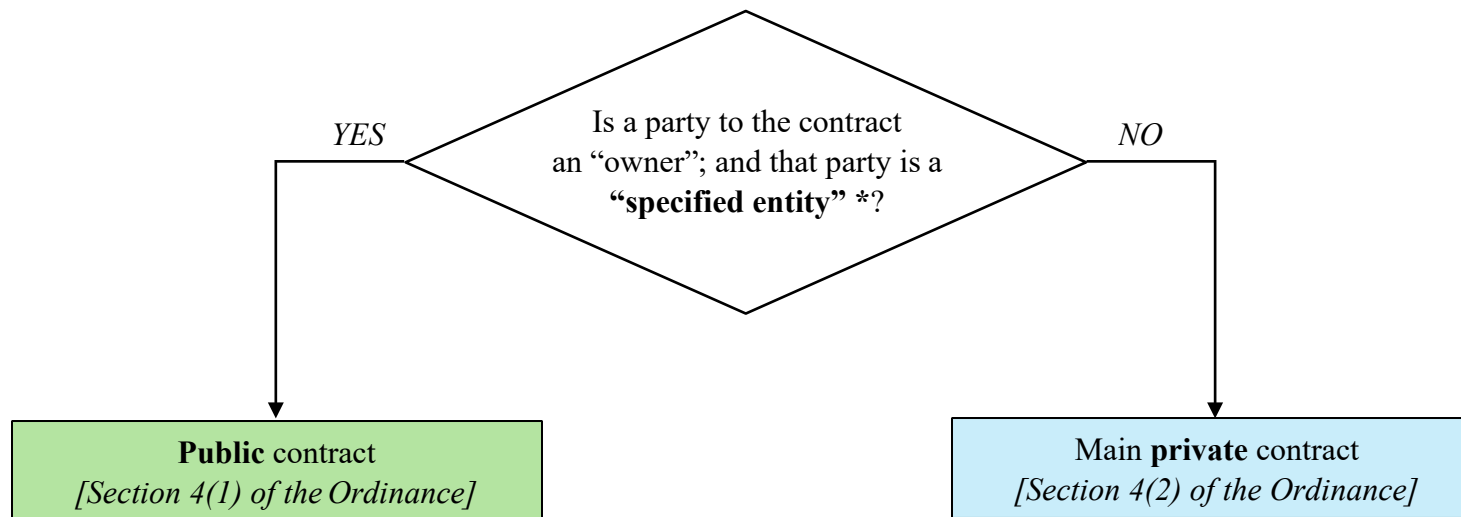 Is a party to the contract
an “owner”; and that party is a
“specified entity” *?
YES
NO
Public contract
[Section 4(1) of the Ordinance]
Main private contract
[Section 4(2) of the Ordinance]